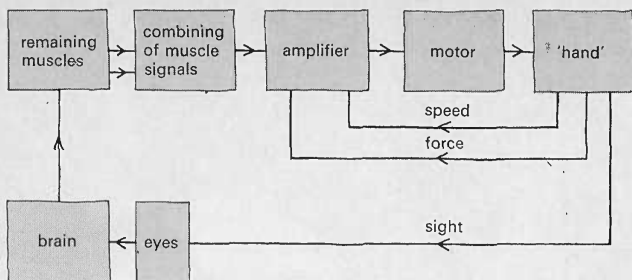 remaining
muscles
combining
of muscle
signals
amplifier
motor
'hand'
speed
force
sight
brain
eyes